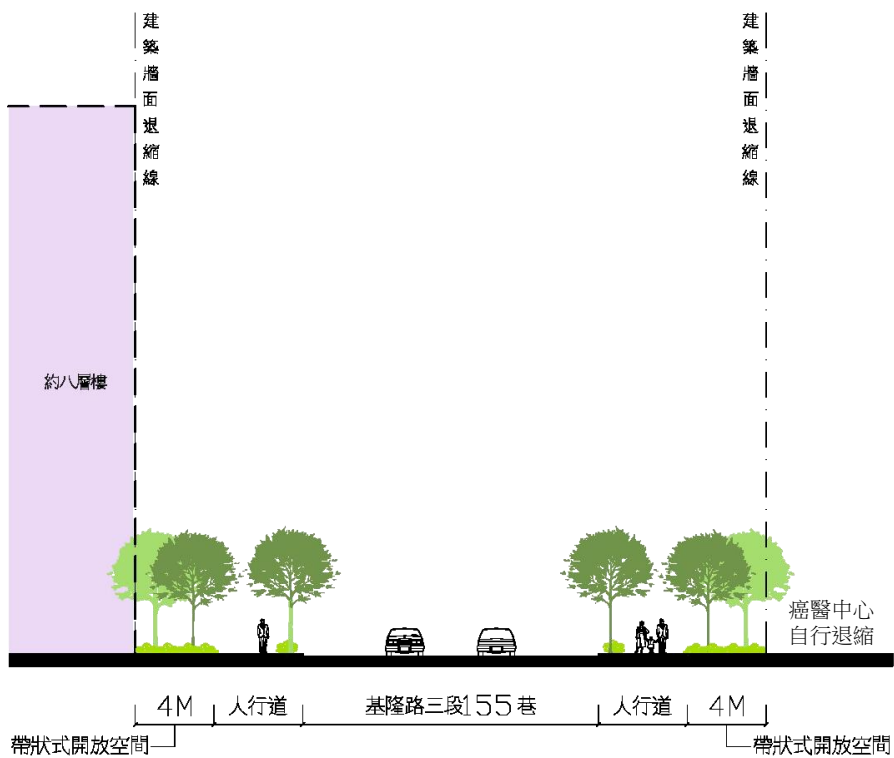 建築牆面退縮線
建築牆面退縮線
約八層樓
癌醫中心
自行退縮
4M
人行道
基隆路三段155巷
人行道
4M
帶狀式開放空間
帶狀式開放空間